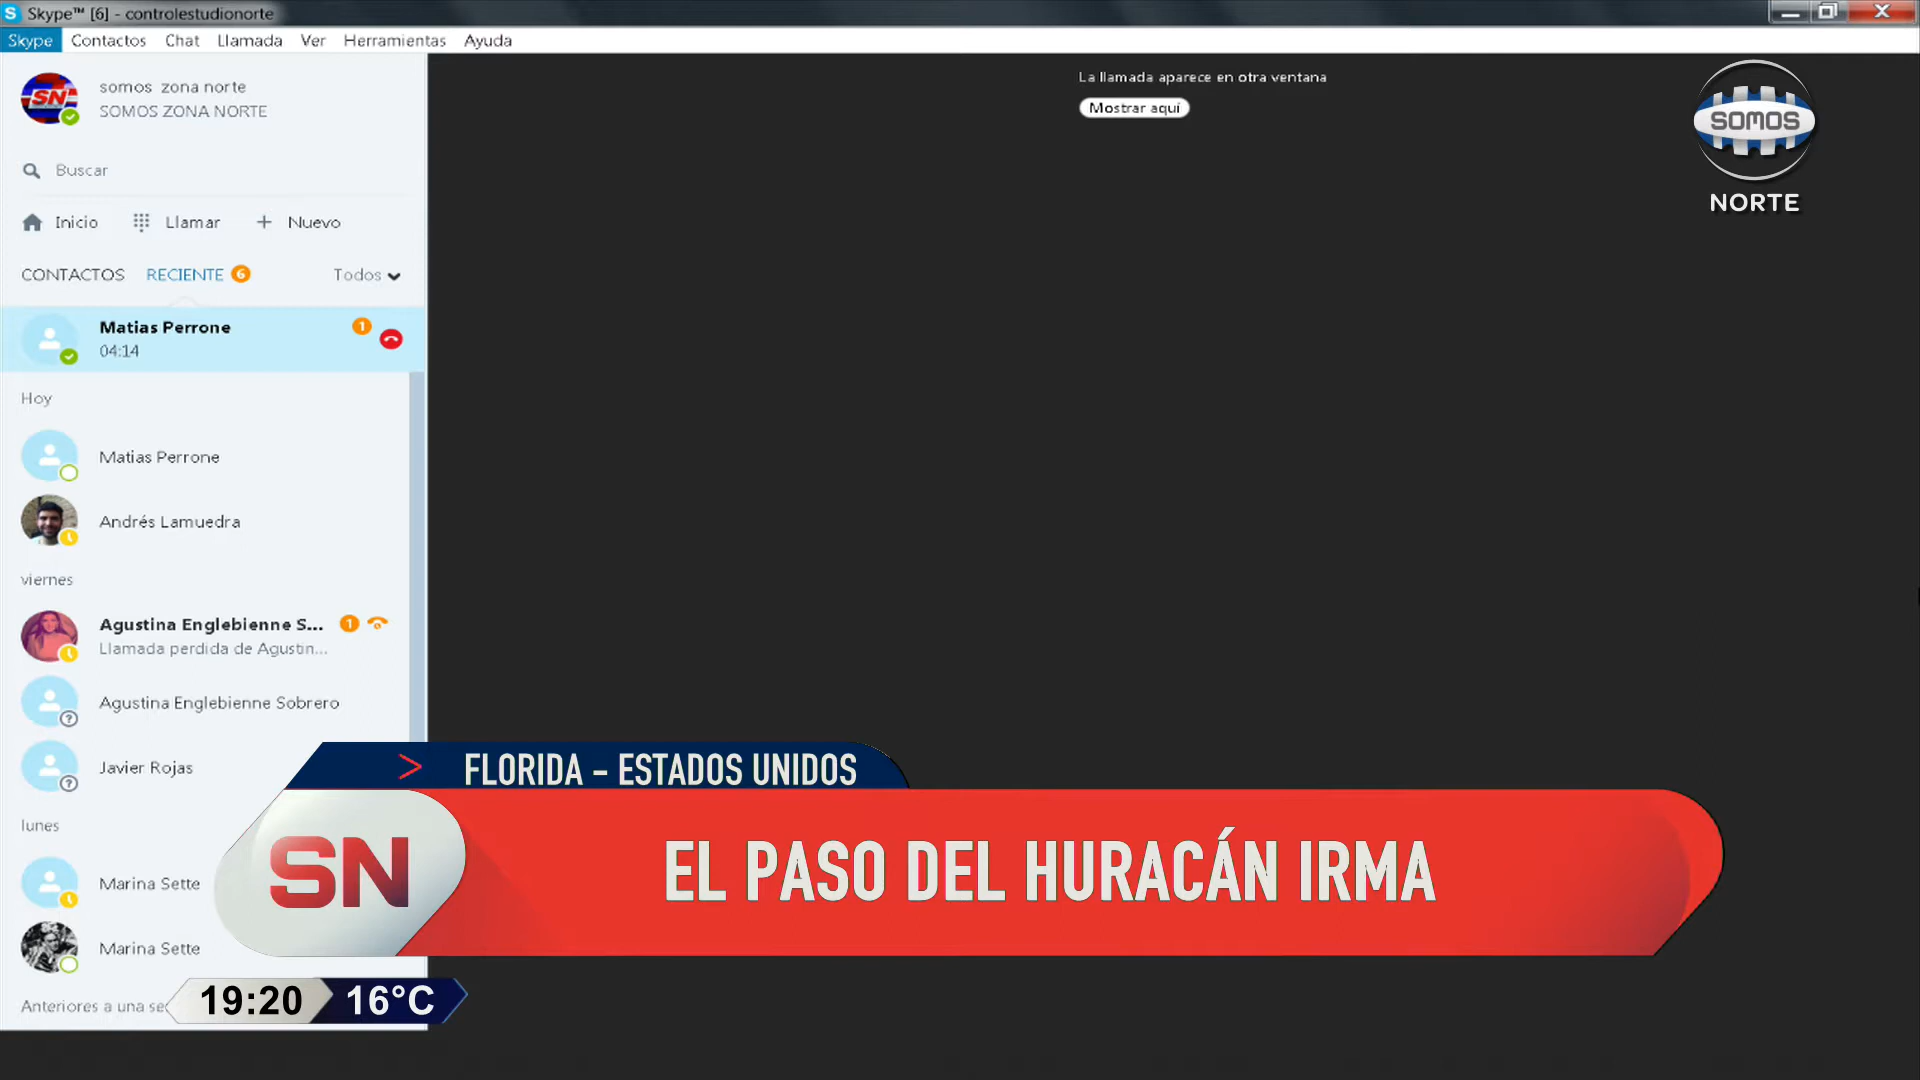 Skype™ [6] - controlestudionorte
Skype Contactos Chat Llamada Ver Herramientas Ayuda
SN
somos zona norte
SOMOS ZONA NORTE
Buscar
Inicio Llamar Nuevo
CONTACTOS RECIENTE 6 Todos
Matias Perrone 1
04:14
Hoy
Matias Perrone
Andrés Lamuedra
viernes
Agustina Englebienne S... 1
Llamada perdida de Agustin...
Agustina Englebienne Sobrero
Javier Rojas
lunes
Marina Sette
Marina Sette
Anteriores a una se
La llamada aparece en otra ventana
Mostrar aquí
SOMOS
NORTE
> FLORIDA – ESTADOS UNIDOS
SN
EL PASO DEL HURACÁN IRMA
19:20 16°C